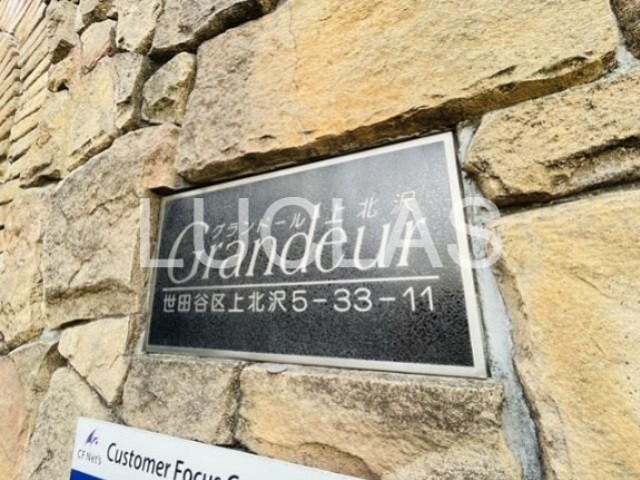 グランドール上北沢
Grandeur
LUCIAS
世田谷区上北沢5-33-11
CF Net's
Customer Focus